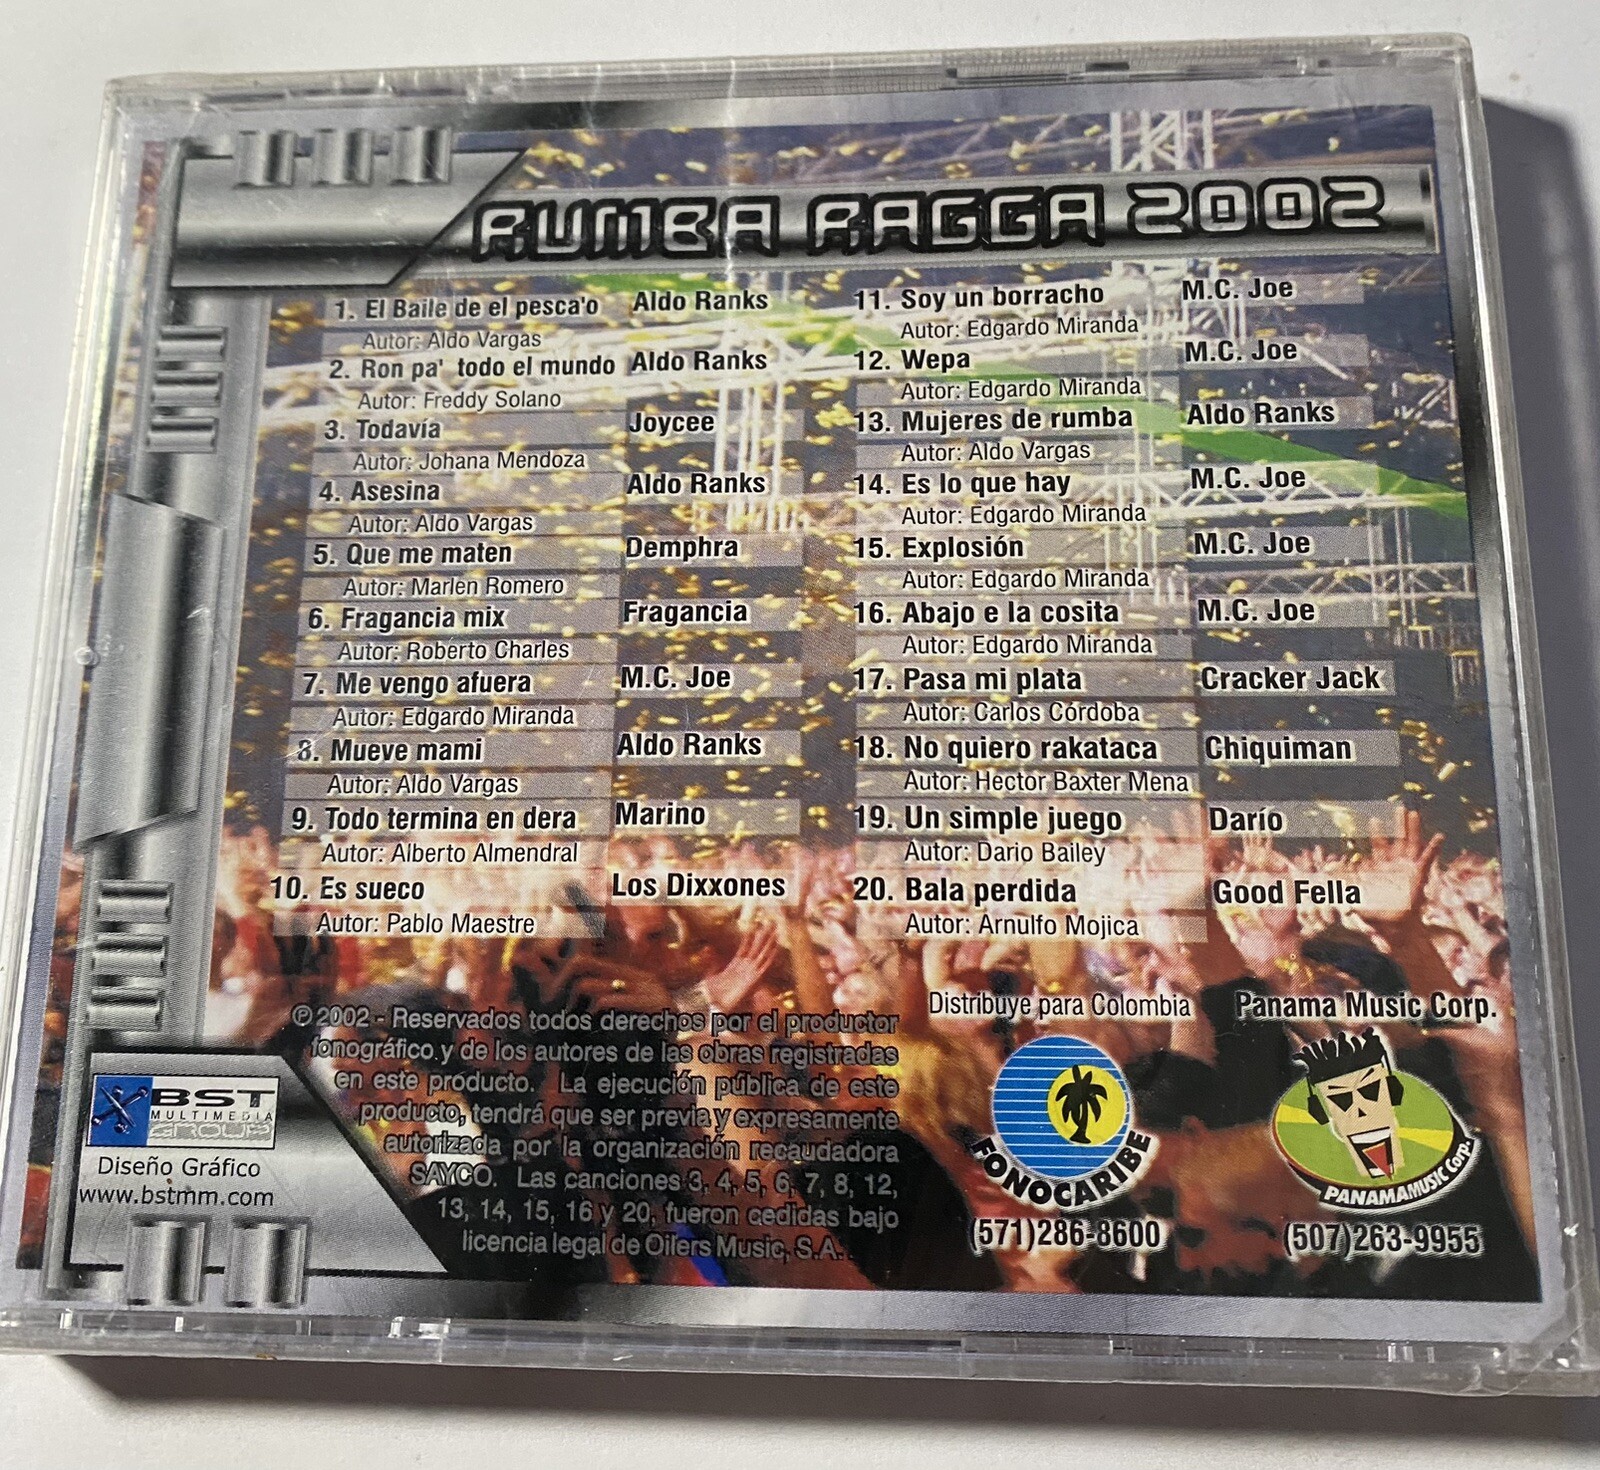 RUMBA RAGGA 2002
1. El Baile de el pesca'o Aldo Ranks
Autor: Aldo Vargas
2. Ron pa' todo el mundo Aldo Ranks
Autor: Freddy Solano
3. Todavía Joycee
Autor: Johana Mendoza
4. Asesina Aldo Ranks
Autor: Aldo Vargas
5. Que me maten Demphra
Autor: Marlen Romero
6. Fragancia mix Fragancia
Autor: Roberto Charles
7. Me vengo afuera M.C. Joe
Autor: Edgardo Miranda
8. Mueve mami Aldo Ranks
Autor: Aldo Vargas
9. Todo termina en dera Marino
Autor: Alberto Almendral
10. Es sueco Los Dixxones
Autor: Pablo Maestre
11. Soy un borracho M.C. Joe
Autor: Edgardo Miranda
12. Wepa M.C. Joe
Autor: Edgardo Miranda
13. Mujeres de rumba Aldo Ranks
Autor: Aldo Vargas
14. Es lo que hay M.C. Joe
Autor: Edgardo Miranda
15. Explosión M.C. Joe
Autor: Edgardo Miranda
16. Abajo e la cosita M.C. Joe
Autor: Edgardo Miranda
17. Pasa mi plata Cracker Jack
Autor: Carlos Córdoba
18. No quiero rakataca Chiquiman
Autor: Hector Baxter Mena
19. Un simple juego Darío
Autor: Dario Bailey
20. Bala perdida Good Fella
Autor: Arnulfo Mojica
℗ 2002 - Reservados todos derechos por el productor
fonográfico y de los autores de las obras registradas
en este producto. La ejecución pública de este
producto, tendrá que ser previa y expresamente
autorizada por la organización recaudadora
SAYCO. Las canciones 3, 4, 5, 6, 7, 8, 12,
13, 14, 15, 16 y 20, fueron cedidas bajo
licencia legal de Oilers Music, S.A.
BST
MULTIMEDIA
GROUP
Diseño Gráfico
www.bstmm.com
Distribuye para Colombia
FONOCARIBE
(571)286-8600
Panama Music Corp.
PANAMAMUSIC Corp.
(507)263-9955